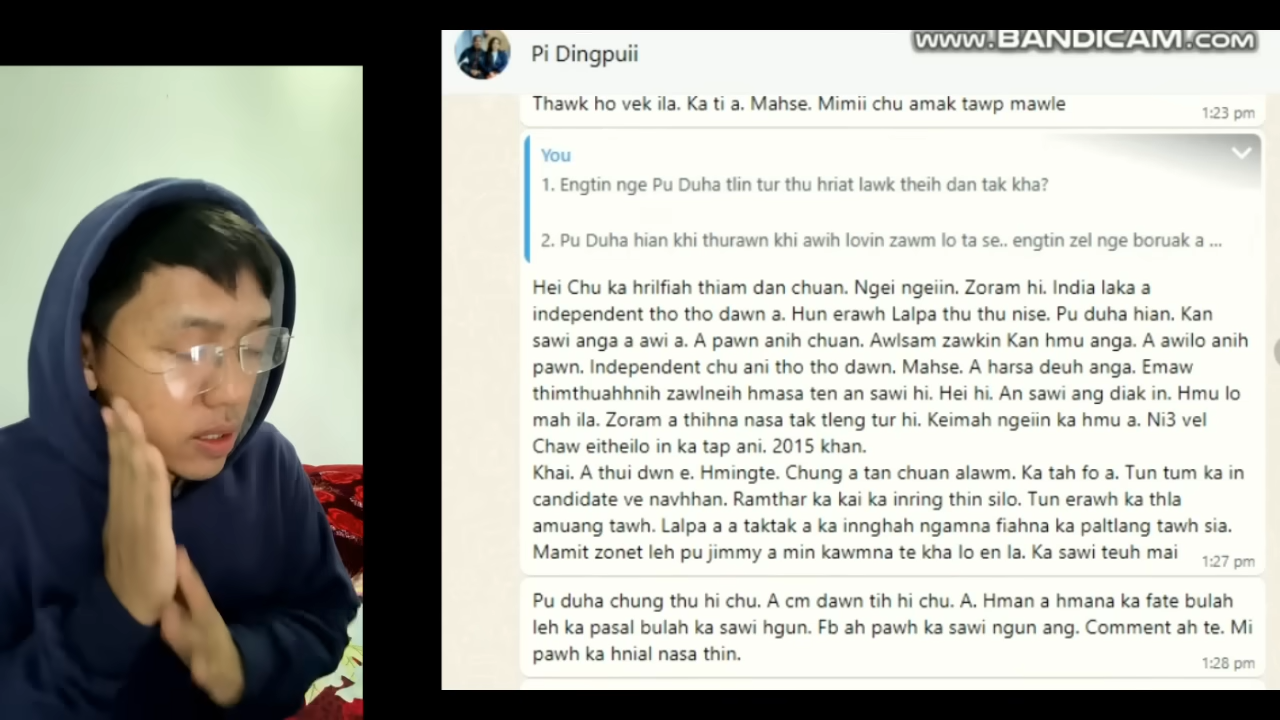 www.BANDICAM.com
Pi Dingpuii
Thawk ho vek ila. Ka ti a. Mahse. Mimii chu amak tawp mawle
1:23 pm
You
1. Engtin nge Pu Duha tlin tur thu hriat lawk theih dan tak kha?
2. Pu Duha hian khi thurawn khi awih lovin zawm lo ta se.. engtin zel nge boruak a ...
Hei Chu ka hrilfiah thiam dan chuan. Ngei ngeiin. Zoram hi. India laka a
independent tho tho dawn a. Hun erawh Lalpa thu thu nise. Pu duha hian. Kan
sawi anga a awi a. A pawn anih chuan. Awlsam zawkin Kan hmu anga. A awilo anih
pawn. Independent chu ani tho tho dawn. Mahse. A harsa deuh anga. Emaw
thimthuahhnih zawlneih hmasa ten an sawi hi. Hei hi. An sawi ang diak in. Hmu lo
mah ila. Zoram a thihna nasa tak tleng tur hi. Keimah ngeiin ka hmu a. Ni3 vel
Chaw eitheilo in ka tap ani. 2015 khan.
Khai. A thui dwn e. Hmingte. Chung a tan chuan alawm. Ka tah fo a. Tun tum ka in
candidate ve navhhan. Ramthar ka kai ka inring thin silo. Tun erawh ka thla
amuang tawh. Lalpa a a taktak a ka innghah ngamna fiahna ka paltlang tawh sia.
Mamit zonet leh pu jimmy a min kawmna te kha lo en la. Ka sawi teuh mai
1:27 pm
Pu duha chung thu hi chu. A cm dawn tih hi chu. A. Hman a hmana ka fate bulah
leh ka pasal bulah ka sawi hgun. Fb ah pawh ka sawi ngun ang. Comment ah te. Mi
pawh ka hnial nasa thin.
1:28 pm